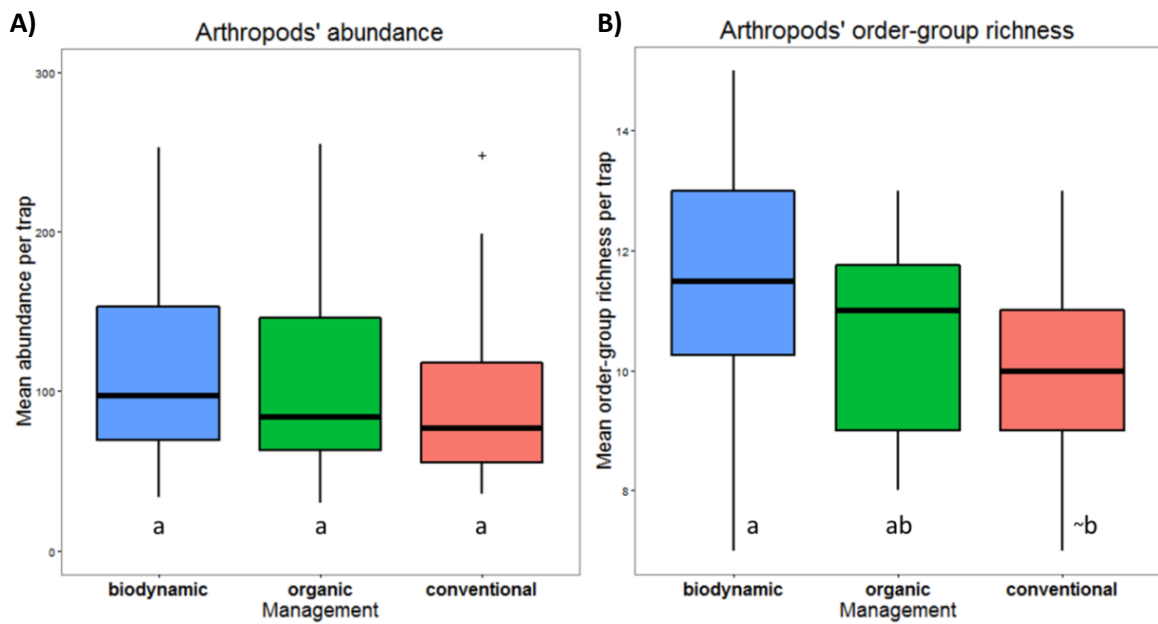 A)
Arthropods' abundance
Mean abundance per trap
300
200
100
0
a a a
biodynamic organic conventional
Management
B)
Arthropods' order-group richness
Mean order-group richness per trap
14
12
10
8
a ab ~b
biodynamic organic conventional
Management